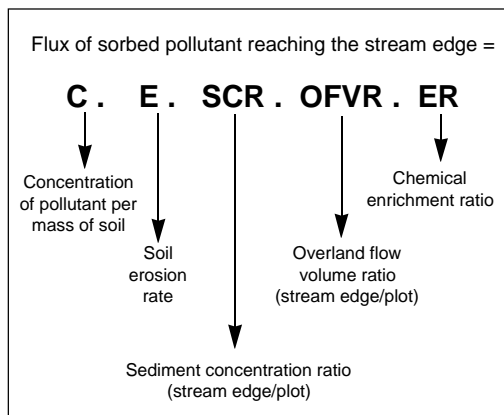 Flux of sorbed pollutant reaching the stream edge =
C . E . SCR . OFVR . ER
Concentration
of pollutant per
mass of soil
Chemical
enrichment ratio
Soil
erosion
rate
Overland flow
volume ratio
(stream edge/plot)
Sediment concentration ratio
(stream edge/plot)